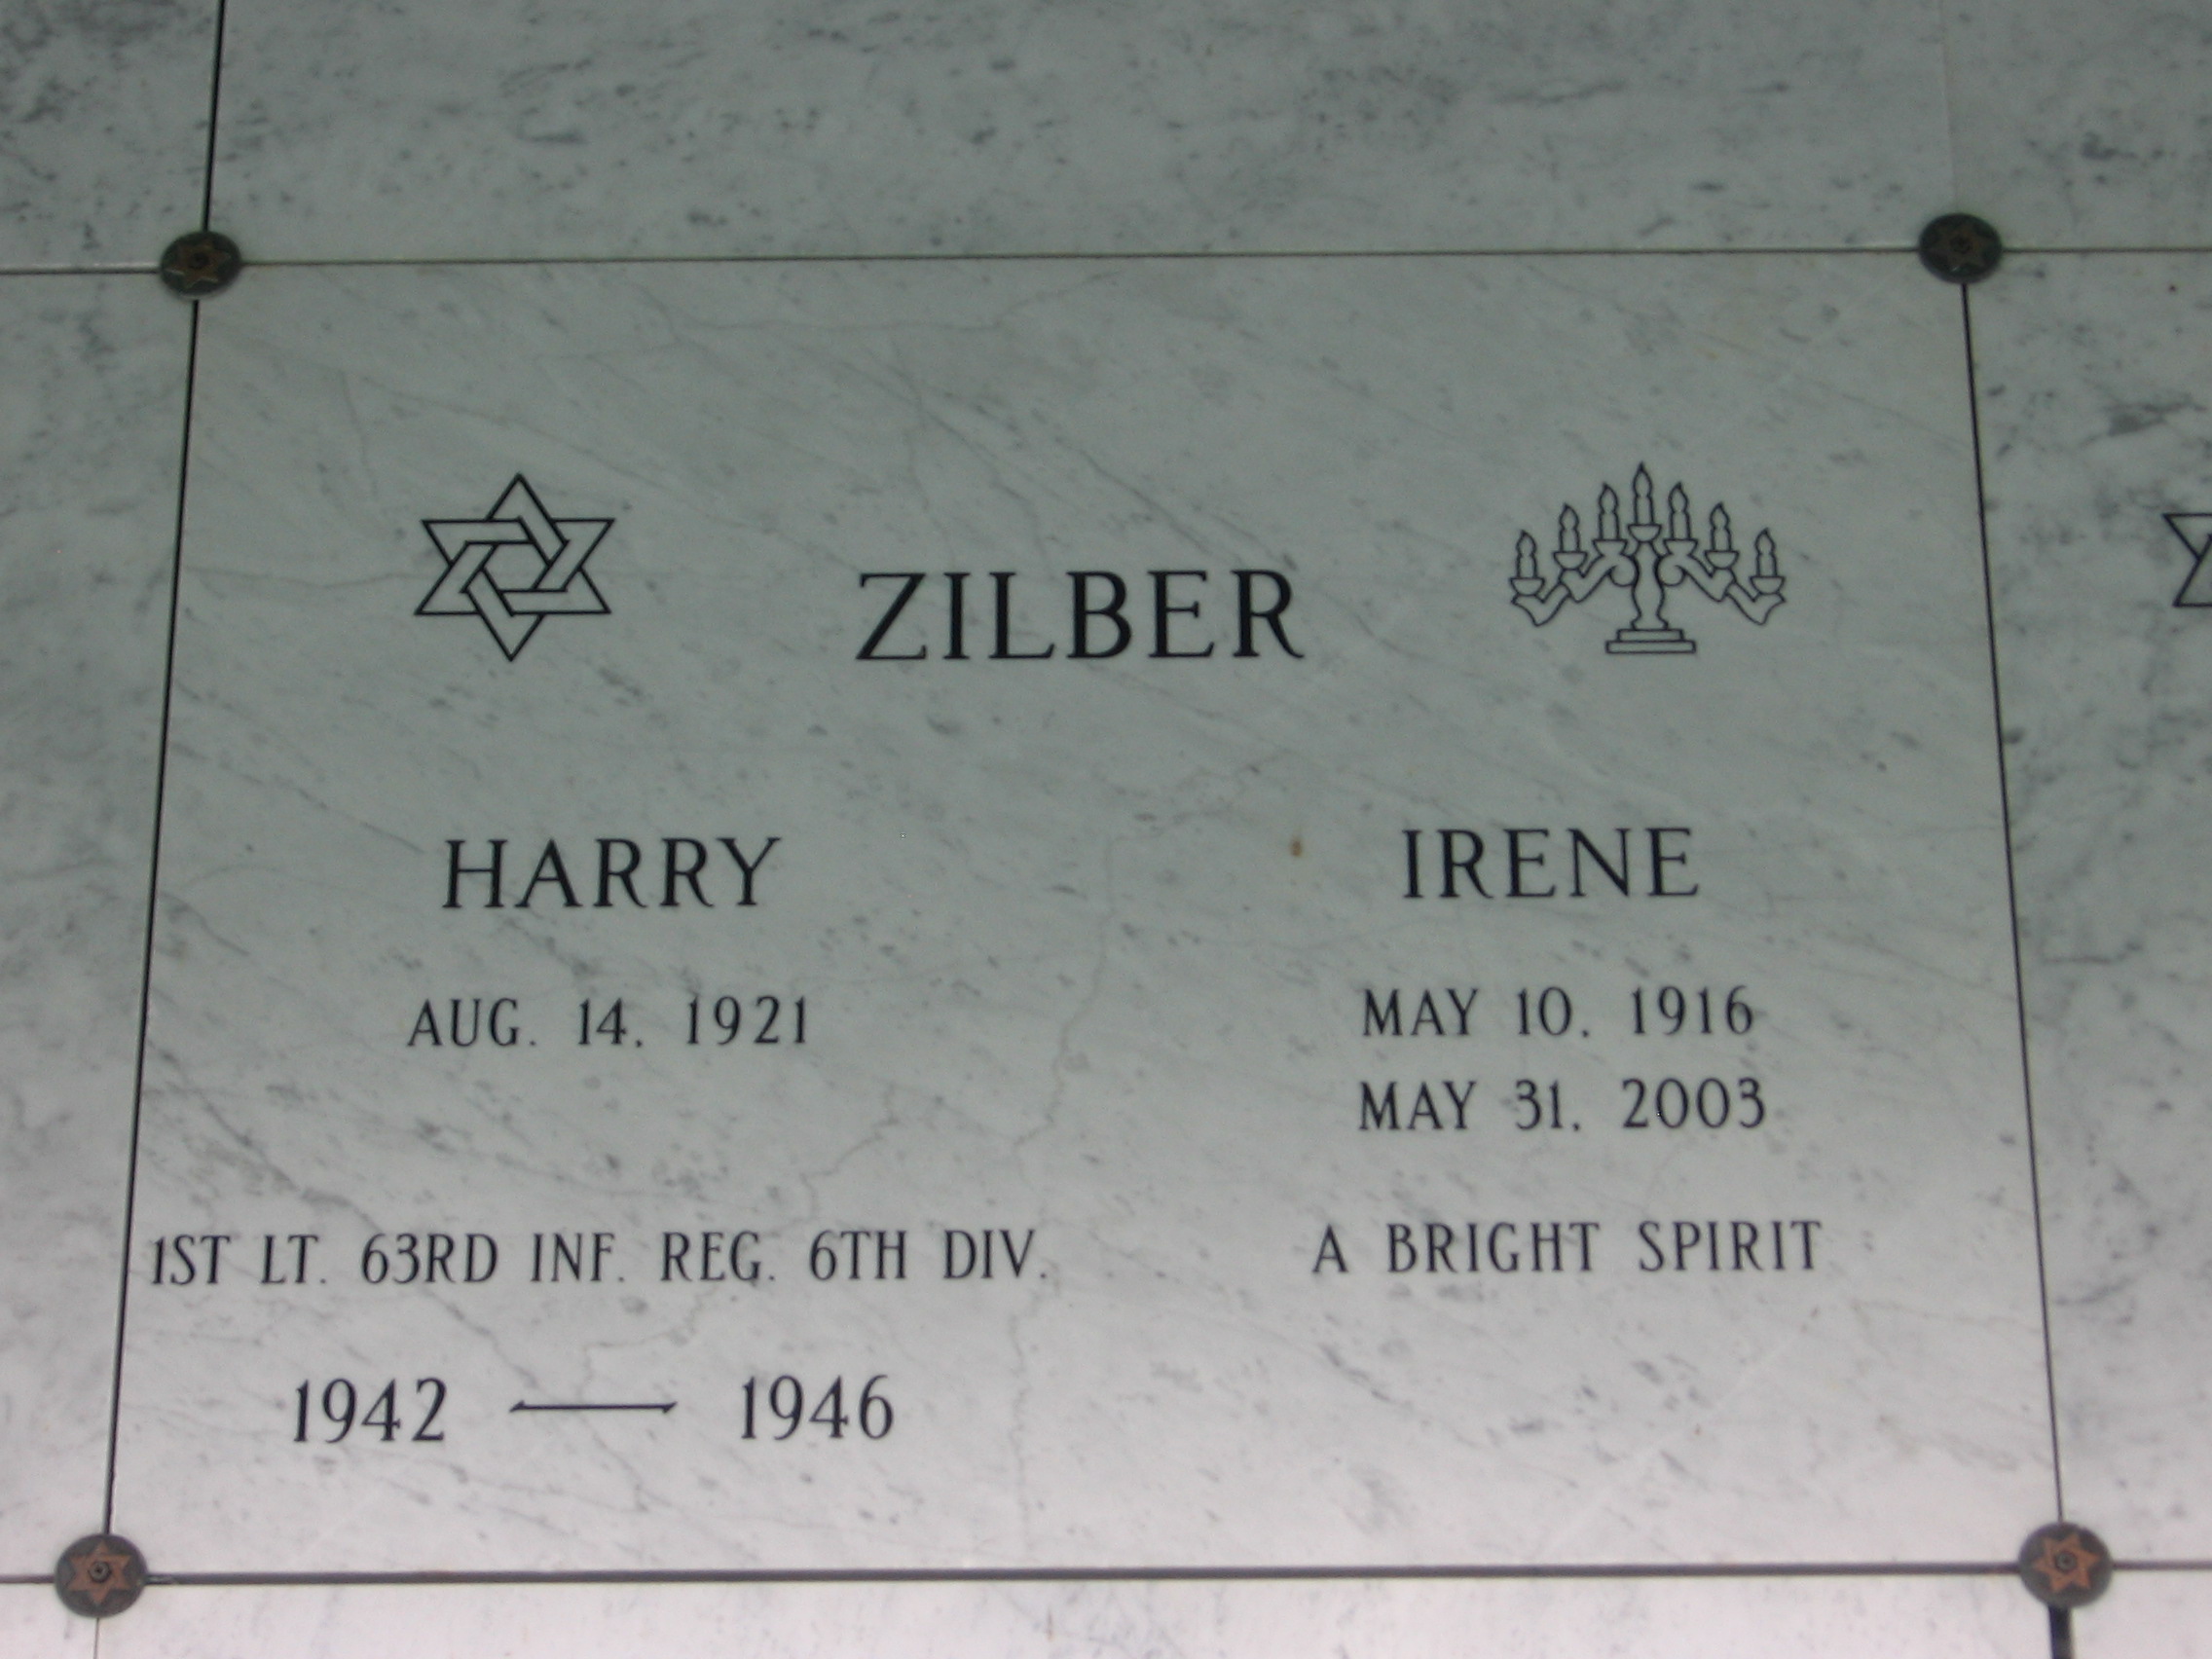 ZILBER
HARRY
AUG. 14, 1921
1ST LT. 63RD INF. REG. 6TH DIV.
1942 — 1946
IRENE
MAY 10, 1916
MAY 31, 2003
A BRIGHT SPIRIT